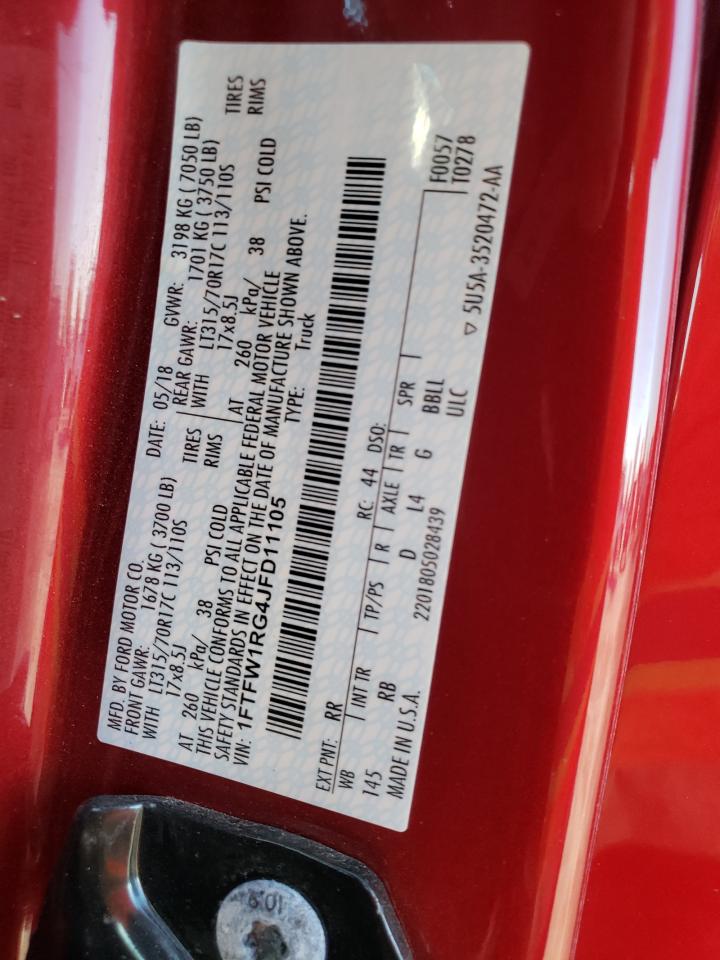 MFD. BY FORD MOTOR CO.
DATE: 05/18 GVWR: 3198 KG ( 7050 LB)
FRONT GAWR: 1678 KG ( 3700 LB)
REAR GAWR: 1701 KG ( 3750 LB)
WITH LT315/70R17C 113/110S TIRES
WITH LT315/70R17C 113/110S TIRES
17x8.5J RIMS
17x8.5J RIMS
AT 260 kPa/ 38 PSI COLD
AT 260 kPa/ 38 PSI COLD
THIS VEHICLE CONFORMS TO ALL APPLICABLE FEDERAL MOTOR VEHICLE
SAFETY STANDARDS IN EFFECT ON THE DATE OF MANUFACTURE SHOWN ABOVE.
VIN: 1FTFW1RG4JFD11105 TYPE: Truck
F0057
T0278
EXT PNT: RR RC: 44 DSO:
WB INT TR TP/PS R AXLE TR SPR
145 RB D L4 G BBLL
MADE IN U.S.A. 2201805028439 ULC
▽ 5U5A-3520472-AA
10.9